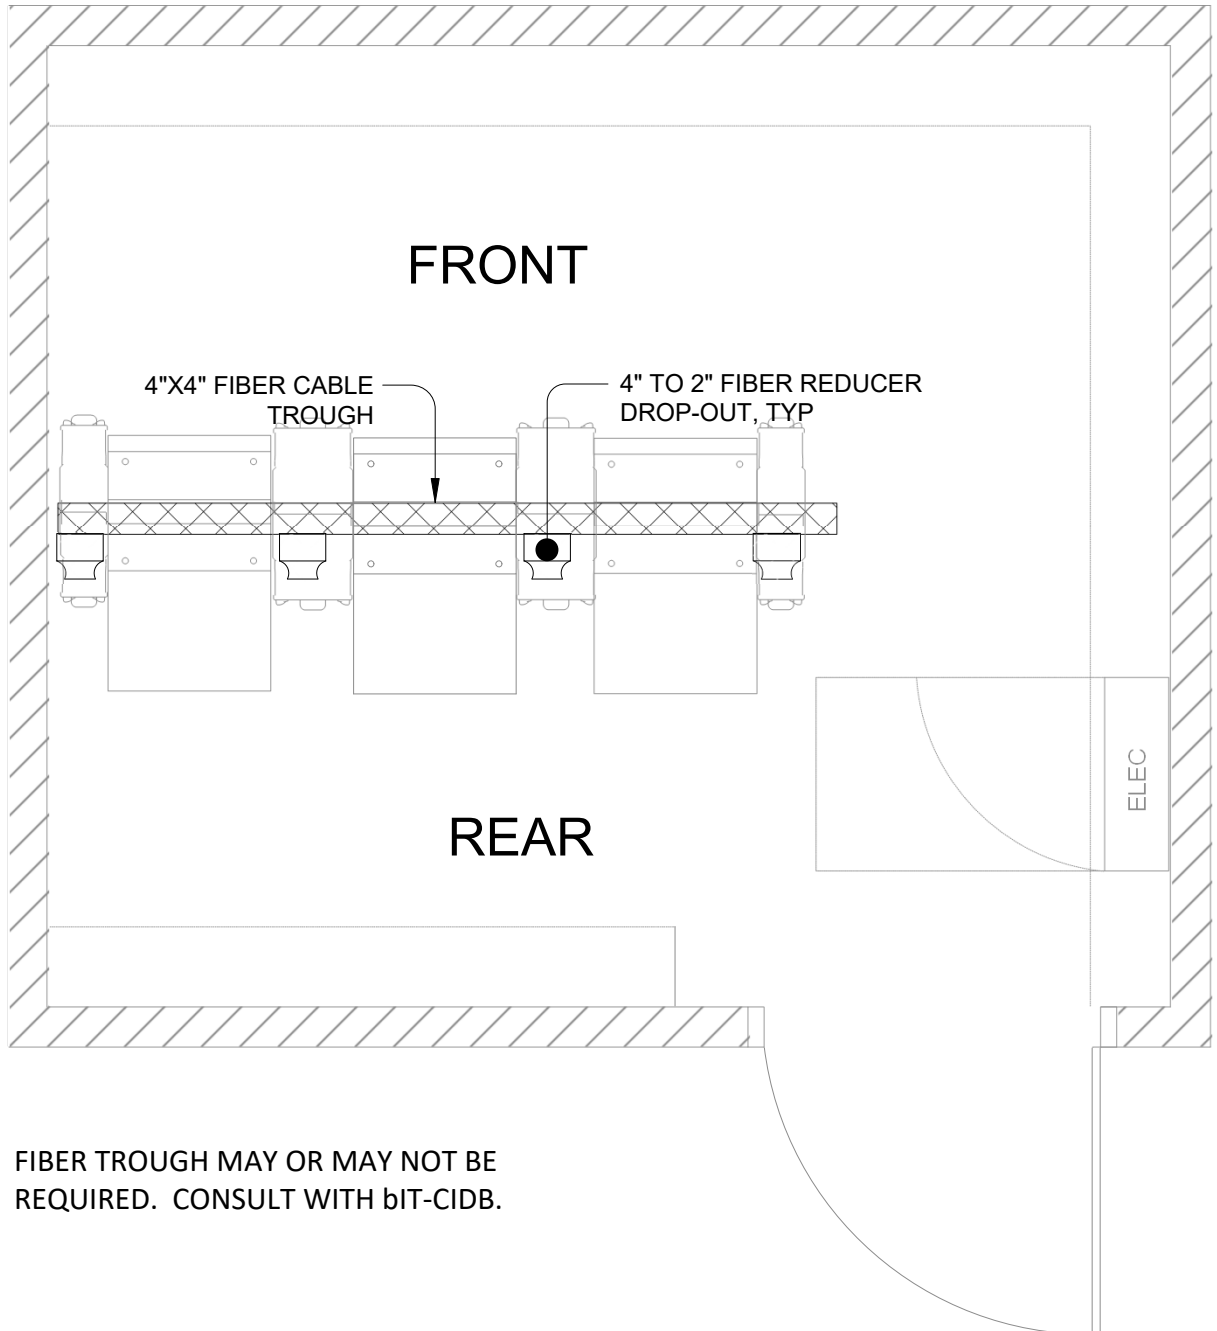 FRONT
4"X4" FIBER CABLE
TROUGH
4" TO 2" FIBER REDUCER
DROP-OUT, TYP
ELEC
REAR
FIBER TROUGH MAY OR MAY NOT BE
REQUIRED.  CONSULT WITH bIT-CIDB.